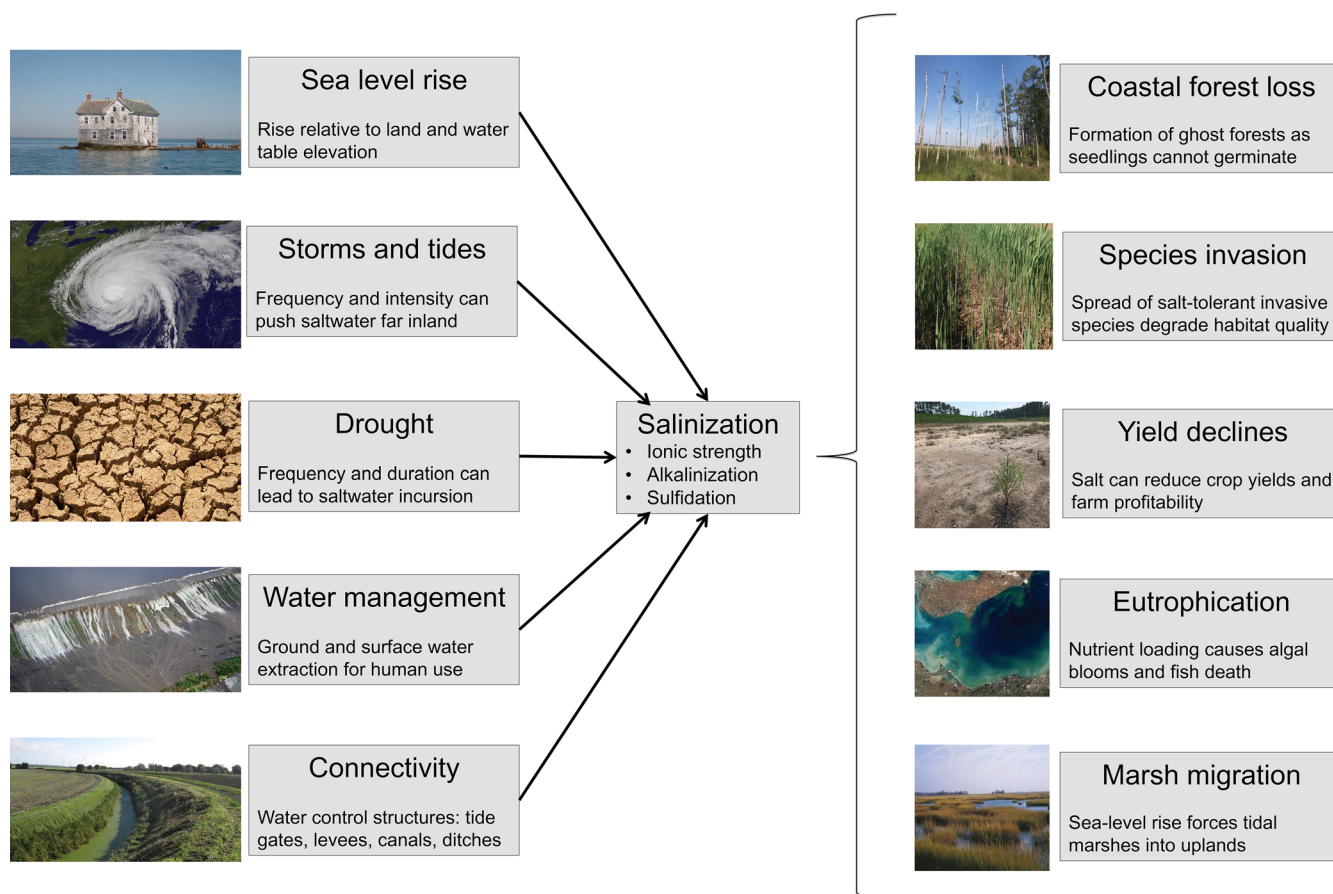 Sea level rise
Rise relative to land and water
table elevation
Storms and tides
Frequency and intensity can
push saltwater far inland
Drought
Frequency and duration can
lead to saltwater incursion
Water management
Ground and surface water
extraction for human use
Connectivity
Water control structures: tide
gates, levees, canals, ditches
Salinization
• Ionic strength
• Alkalinization
• Sulfidation
Coastal forest loss
Formation of ghost forests as
seedlings cannot germinate
Species invasion
Spread of salt-tolerant invasive
species degrade habitat quality
Yield declines
Salt can reduce crop yields and
farm profitability
Eutrophication
Nutrient loading causes algal
blooms and fish death
Marsh migration
Sea-level rise forces tidal
marshes into uplands